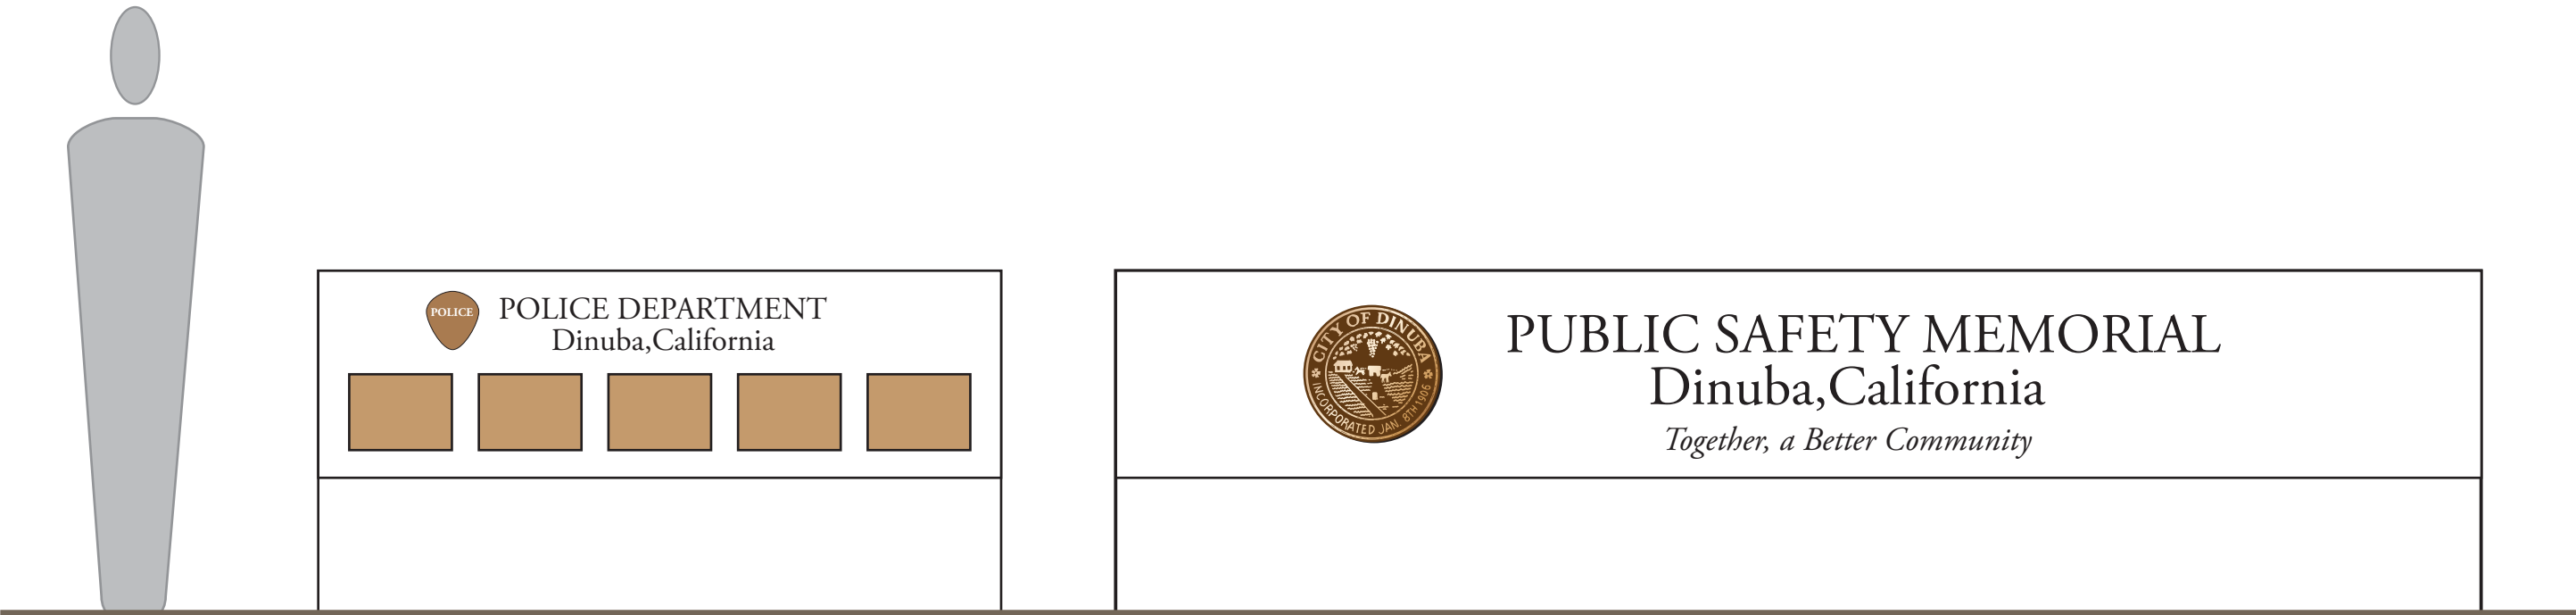 POLICE
POLICE DEPARTMENT
Dinuba,California
CITY OF DINUBA
INCORPORATED JAN. 8TH 1906
PUBLIC SAFETY MEMORIAL
Dinuba,California
Together, a Better Community